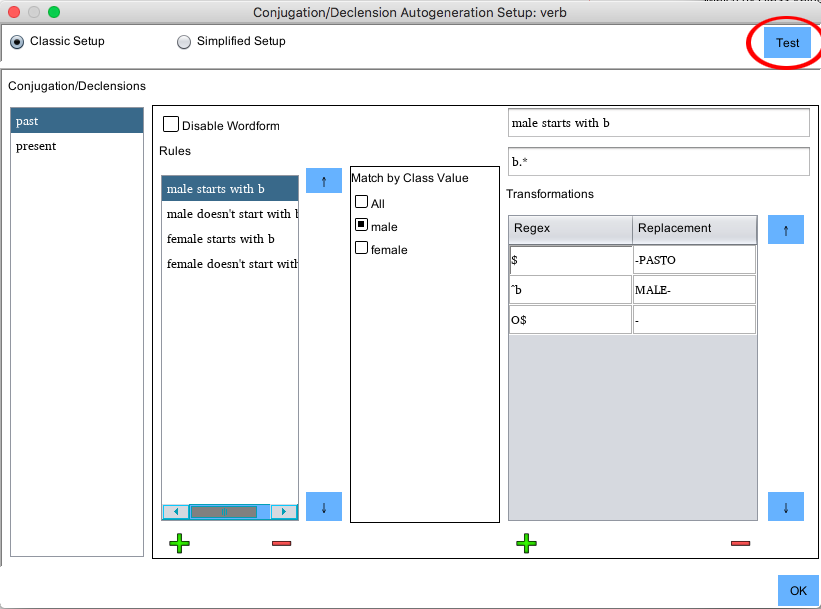 Conjugation/Declension Autogeneration Setup: verb
Classic Setup
Simplified Setup
Test
Conjugation/Declensions
past
present
Disable Wordform
Rules
male starts with b
male doesn't start with
female starts with b
female doesn't start with
↑
↓
Match by Class Value
All
male
female
male starts with b
b.*
Transformations
Regex Replacement
$ -PASTO
^b MALE-
O$ -
↑
↓
OK